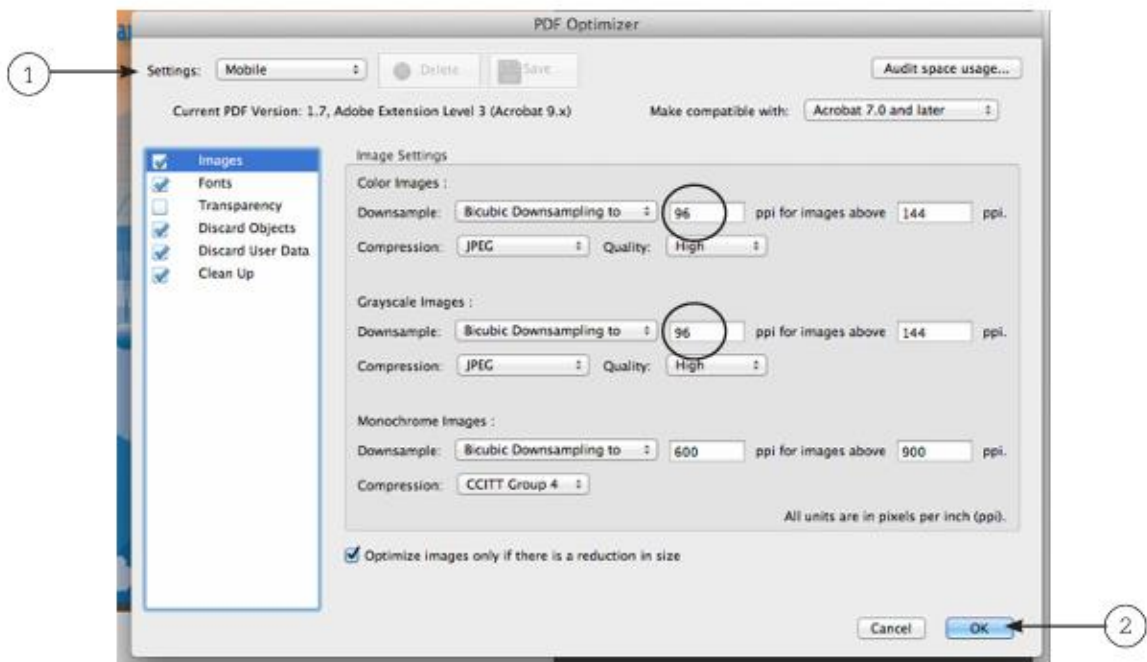 PDF Optimizer
1
Settings: Mobile Delete Save Audit space usage...
Current PDF Version: 1.7, Adobe Extension Level 3 (Acrobat 9.x) Make compatible with: Acrobat 7.0 and later
Images
Fonts
Transparency
Discard Objects
Discard User Data
Clean Up
Image Settings
Color Images :
Downsample: Bicubic Downsampling to 96 ppi for images above 144 ppi.
Compression: JPEG Quality: High
Grayscale Images :
Downsample: Bicubic Downsampling to 96 ppi for images above 144 ppi.
Compression: JPEG Quality: High
Monochrome Images :
Downsample: Bicubic Downsampling to 600 ppi for images above 900 ppi.
Compression: CCITT Group 4
All units are in pixels per inch (ppi).
Optimize images only if there is a reduction in size
Cancel OK
2